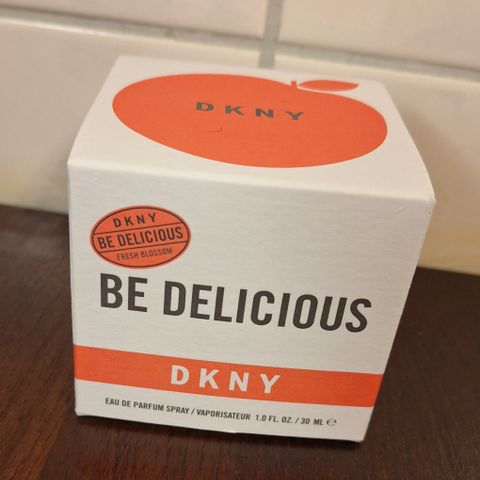 DKNY
DKNY
BE DELICIOUS
FRESH BLOSSOM
BE DELICIOUS
DKNY
EAU DE PARFUM SPRAY / VAPORISATEUR 1.0 FL. OZ. / 30 ML ℮